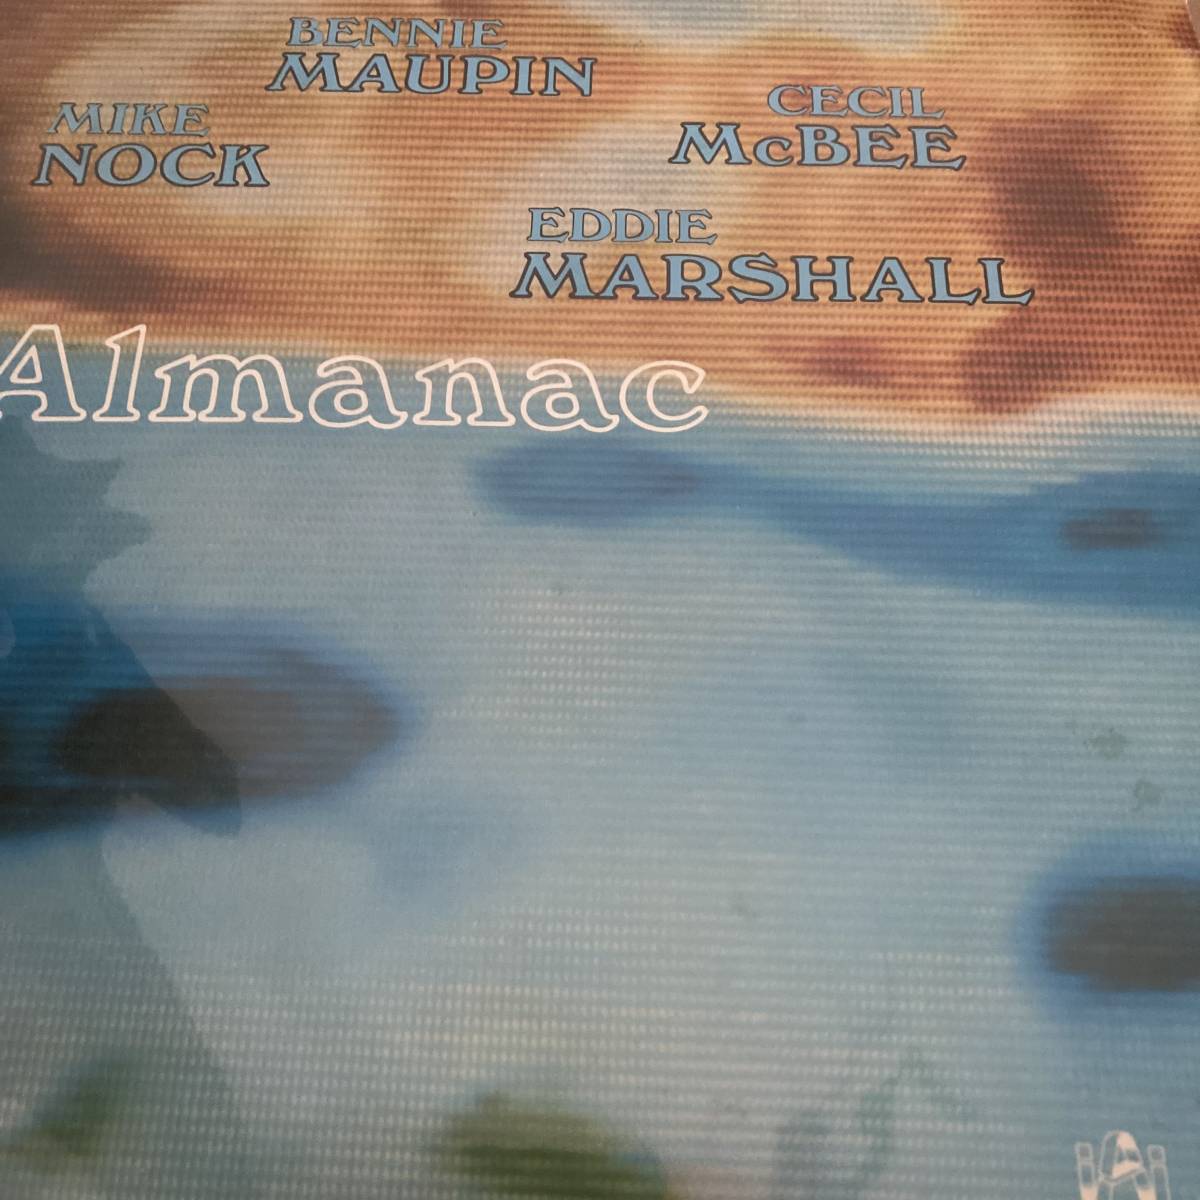 BENNIE
MAUPIN
MIKE
NOCK
CECIL
McBEE
EDDIE
MARSHALL
Almanac